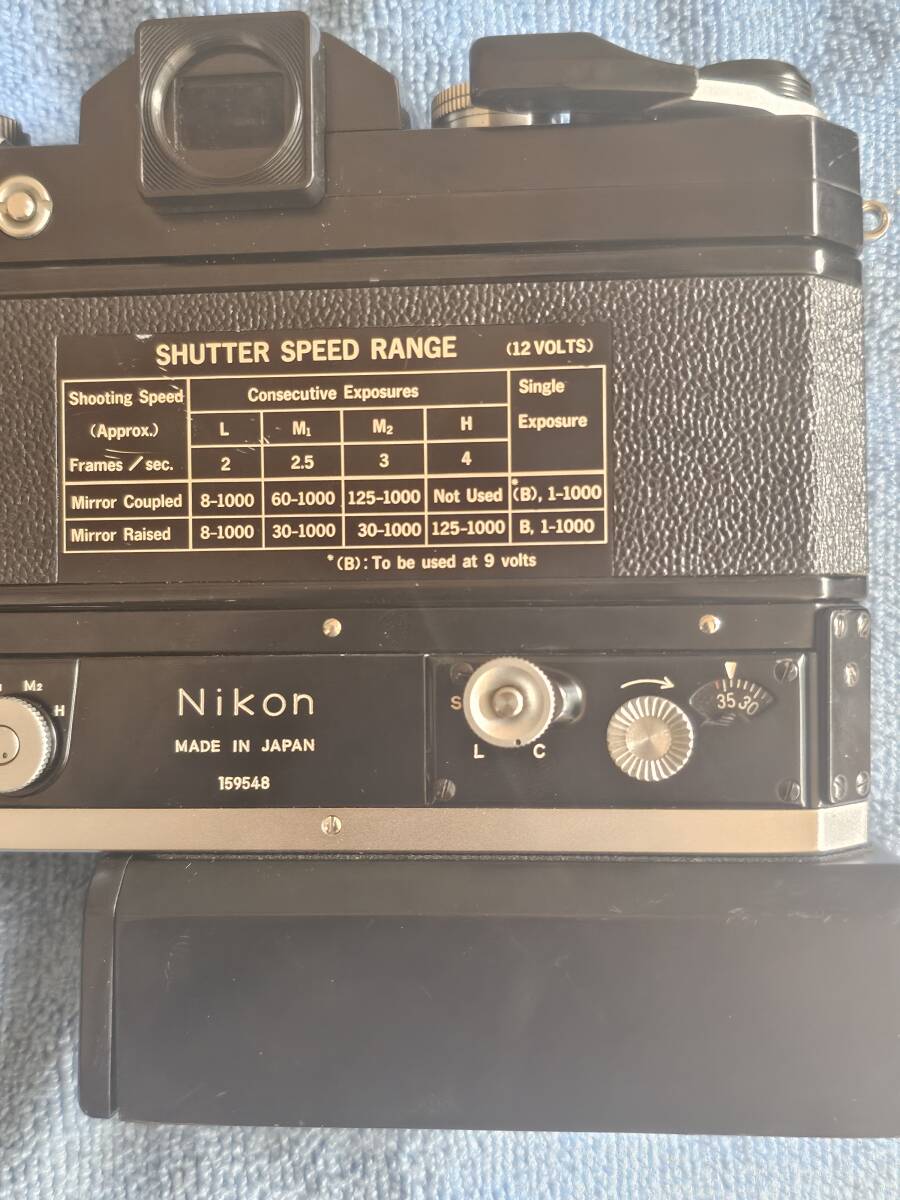 SHUTTER SPEED RANGE (12 VOLTS)
Shooting Speed Consecutive Exposures Single
(Approx.) L M₁ M₂ H Exposure
Frames / sec. 2 2.5 3 4
Mirror Coupled 8-1000 60-1000 125-1000 Not Used *(B), 1-1000
Mirror Raised 8-1000 30-1000 30-1000 125-1000 B, 1-1000
*(B): To be used at 9 volts
M₂
H
Nikon
MADE IN JAPAN
159548
S
L C
35 30